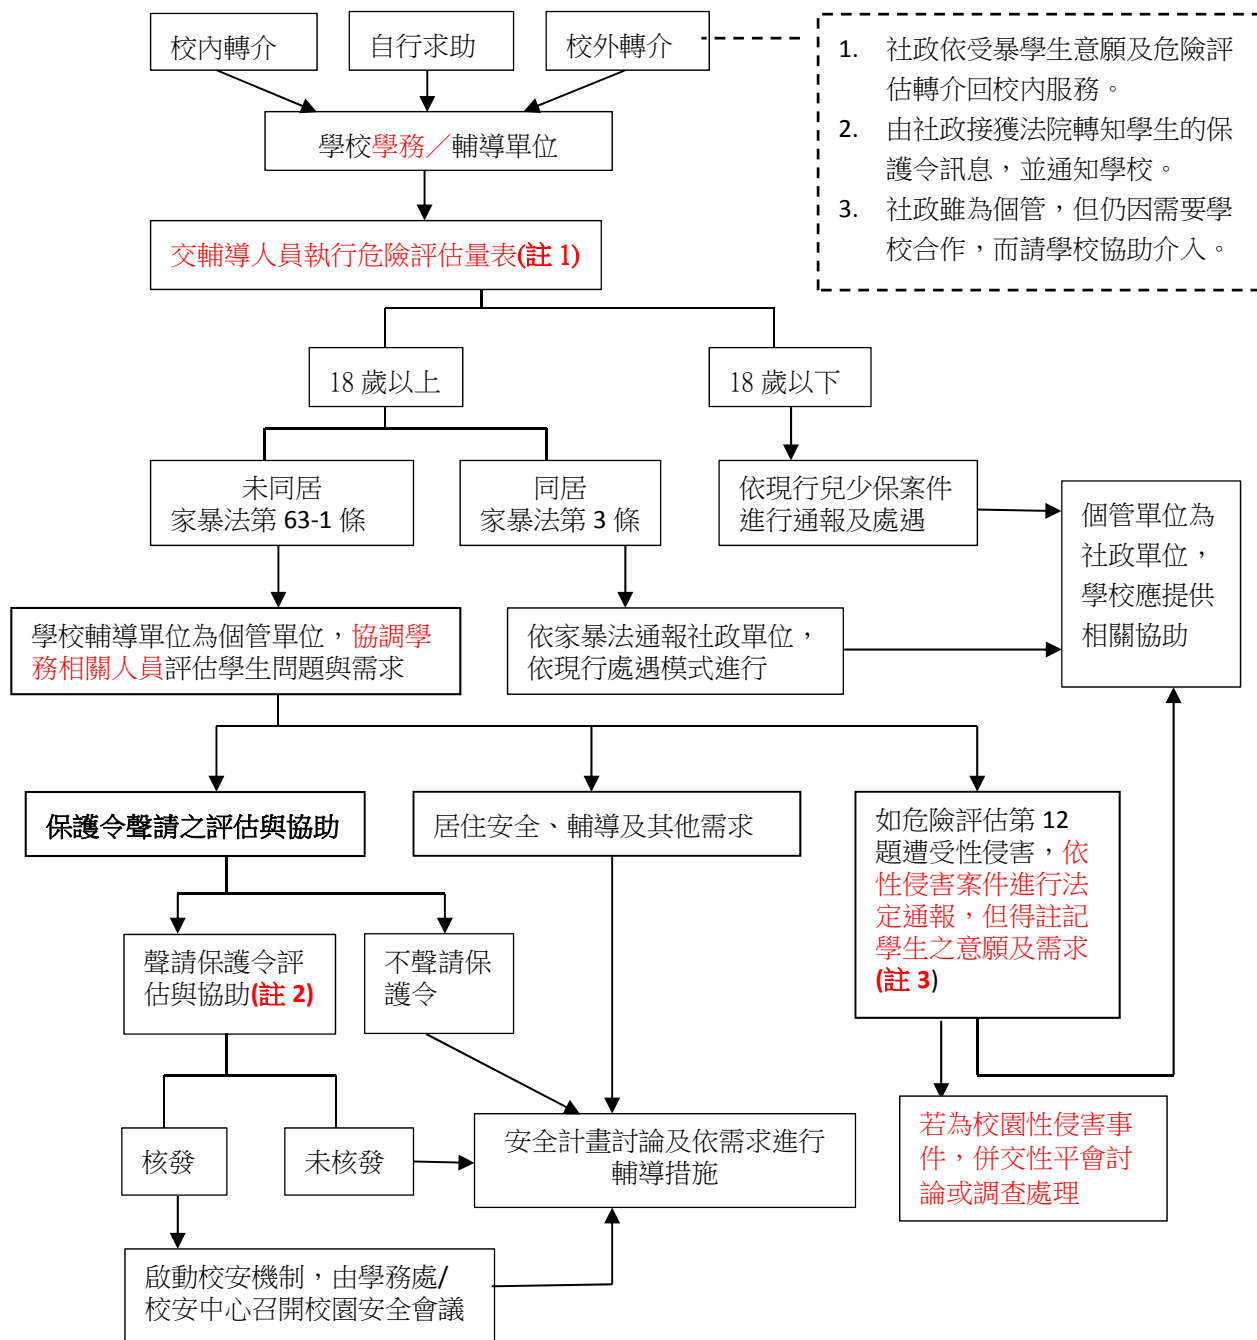 校內轉介
自行求助
校外轉介
1. 社政依受暴學生意願及危險評
估轉介回校內服務。
2. 由社政接獲法院轉知學生的保
護令訊息，並通知學校。
3. 社政雖為個管，但仍因需要學
校合作，而請學校協助介入。
學校學務／輔導單位
交輔導人員執行危險評估量表(註 1)
18 歲以上
18 歲以下
未同居
家暴法第 63-1 條
同居
家暴法第 3 條
依現行兒少保案件
進行通報及處遇
個管單位為
社政單位，
學校應提供
相關協助
學校輔導單位為個管單位，協調學
務相關人員評估學生問題與需求
依家暴法通報社政單位，
依現行處遇模式進行
保護令聲請之評估與協助
居住安全、輔導及其他需求
如危險評估第 12
題遭受性侵害，依
性侵害案件進行法
定通報，但得註記
學生之意願及需求
(註 3)
聲請保護令評
估與協助(註 2)
不聲請保
護令
核發
未核發
安全計畫討論及依需求進行
輔導措施
若為校園性侵害事
件，併交性平會討
論或調查處理
啟動校安機制，由學務處/
校安中心召開校園安全會議